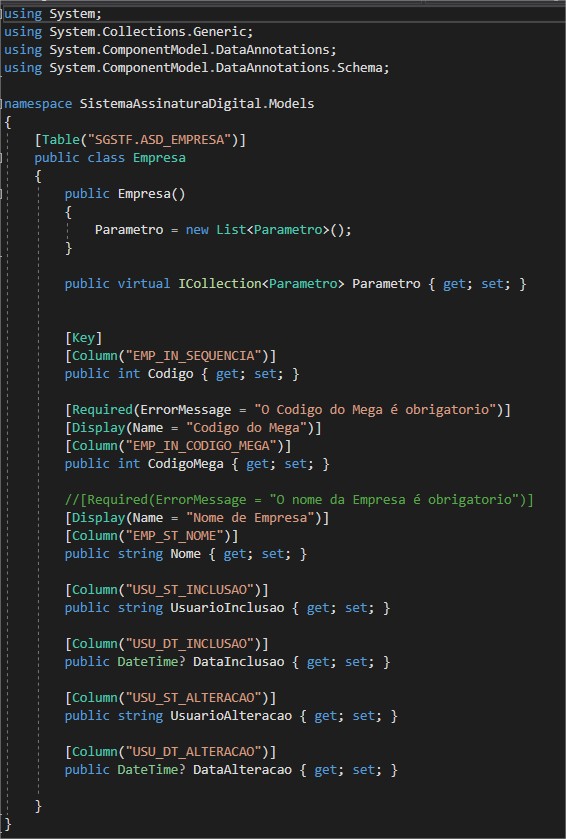 using System;
using System.Collections.Generic;
using System.ComponentModel.DataAnnotations;
using System.ComponentModel.DataAnnotations.Schema;
namespace SistemaAssinaturaDigital.Models
{
[Table("SGSTF.ASD_EMPRESA")]
public class Empresa
{
public Empresa()
{
Parametro = new List<Parametro>();
}
public virtual ICollection<Parametro> Parametro { get; set; }
[Key]
[Column("EMP_IN_SEQUENCIA")]
public int Codigo { get; set; }
[Required(ErrorMessage = "O Codigo do Mega é obrigatorio")]
[Display(Name = "Codigo do Mega")]
[Column("EMP_IN_CODIGO_MEGA")]
public int CodigoMega { get; set; }
//[Required(ErrorMessage = "O nome da Empresa é obrigatorio")]
[Display(Name = "Nome de Empresa")]
[Column("EMP_ST_NOME")]
public string Nome { get; set; }
[Column("USU_ST_INCLUSAO")]
public string UsuarioInclusao { get; set; }
[Column("USU_DT_INCLUSAO")]
public DateTime? DataInclusao { get; set; }
[Column("USU_ST_ALTERACAO")]
public string UsuarioAlteracao { get; set; }
[Column("USU_DT_ALTERACAO")]
public DateTime? DataAlteracao { get; set; }
}
}